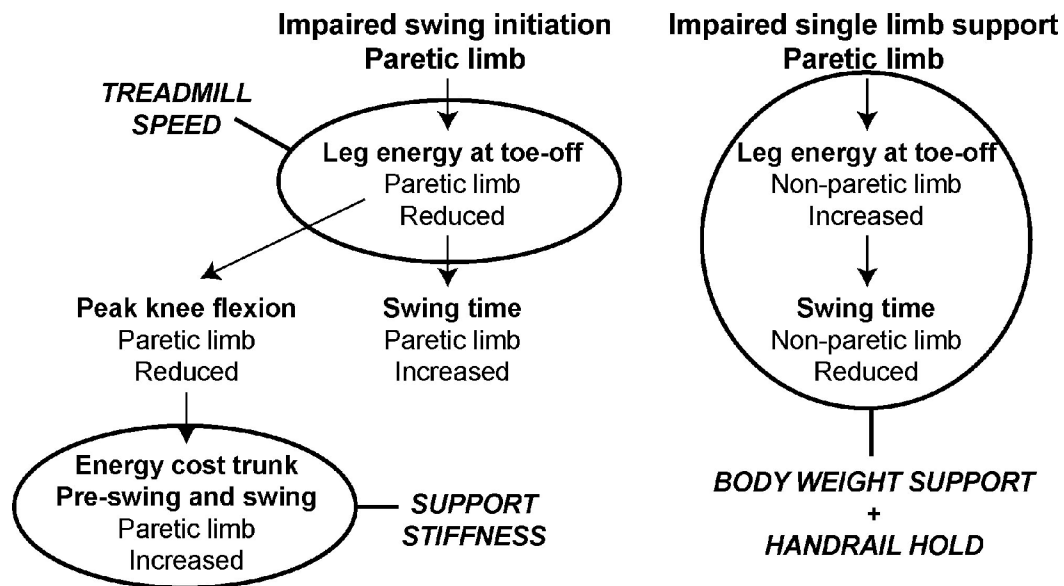 Impaired swing initiation
Paretic limb
TREADMILL
SPEED
Leg energy at toe-off
Paretic limb
Reduced
Peak knee flexion
Paretic limb
Reduced
Swing time
Paretic limb
Increased
Energy cost trunk
Pre-swing and swing
Paretic limb
Increased
SUPPORT
STIFFNESS
Impaired single limb support
Paretic limb
Leg energy at toe-off
Non-paretic limb
Increased
Swing time
Non-paretic limb
Reduced
BODY WEIGHT SUPPORT
+
HANDRAIL HOLD